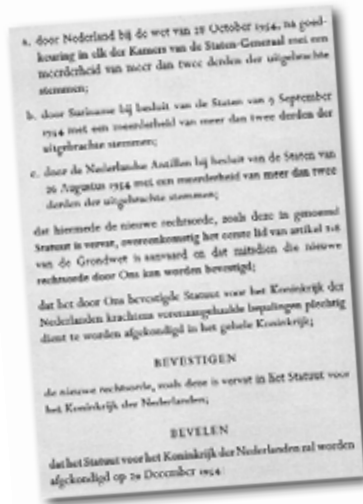 a. door Nederland bij de wet van 28 October 1954, na goed-
keuring in elk der Kamers van de Staten-Generaal met een
meerderheid van meer dan twee derden der uitgebrachte
stemmen;
b. door Suriname bij besluit van de Staten van 9 September
1954 met een meerderheid van meer dan twee derden der
uitgebrachte stemmen;
c. door de Nederlandse Antillen bij besluit van de Staten van
26 Augustus 1954 met een meerderheid van meer dan twee
derden der uitgebrachte stemmen;
dat hiermede de nieuwe rechtsorde, zoals deze in genoemd
Statuut is vervat, overeenkomstig het eerste lid van artikel 218
van de Grondwet is aanvaard en dat mitsdien die nieuwe
rechtsorde door Ons kan worden bevestigd;
dat het door Ons bevestigde Statuut voor het Koninkrijk der
Nederlanden krachtens vorenaangehaalde bepalingen plechtig
dient te worden afgekondigd in het gehele Koninkrijk;
BEVESTIGEN
de nieuwe rechtsorde, zoals deze is vervat in het Statuut voor
het Koninkrijk der Nederlanden;
BEVELEN
dat het Statuut voor het Koninkrijk der Nederlanden zal worden
afgekondigd op 29 December 1954